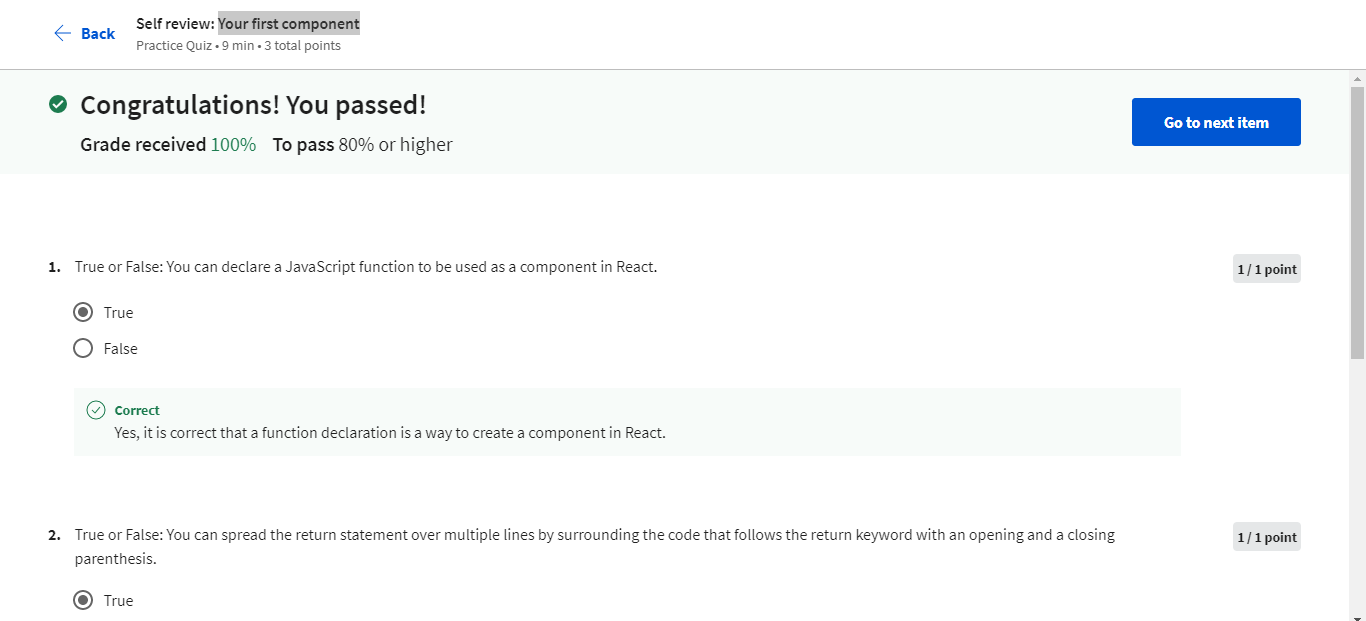 Back
Self review: Your first component
Practice Quiz • 9 min • 3 total points
Congratulations! You passed!
Grade received 100% To pass 80% or higher
Go to next item
1. True or False: You can declare a JavaScript function to be used as a component in React.
1 / 1 point
True
False
Correct
Yes, it is correct that a function declaration is a way to create a component in React.
2. True or False: You can spread the return statement over multiple lines by surrounding the code that follows the return keyword with an opening and a closing
parenthesis.
1 / 1 point
True